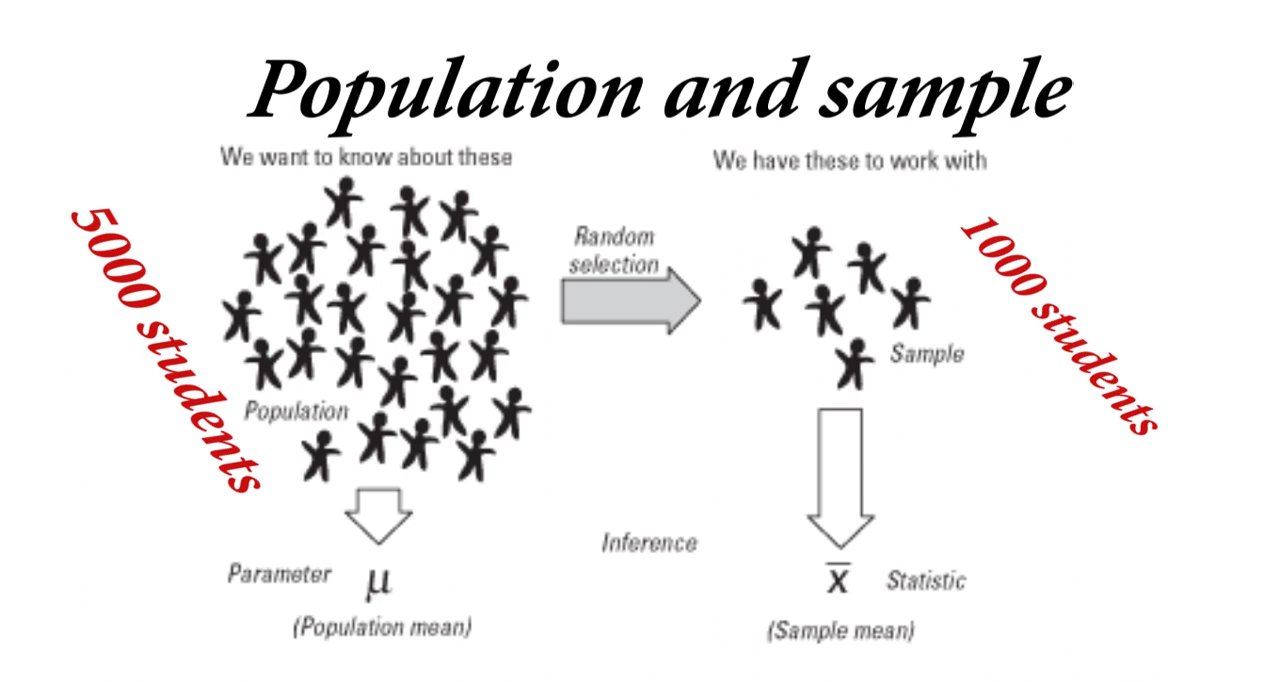 Population and sample
We want to know about these
We have these to work with
5000 students
Random
selection
1000 students
Sample
Population
Inference
Parameter μ
x̄ Statistic
(Population mean)
(Sample mean)